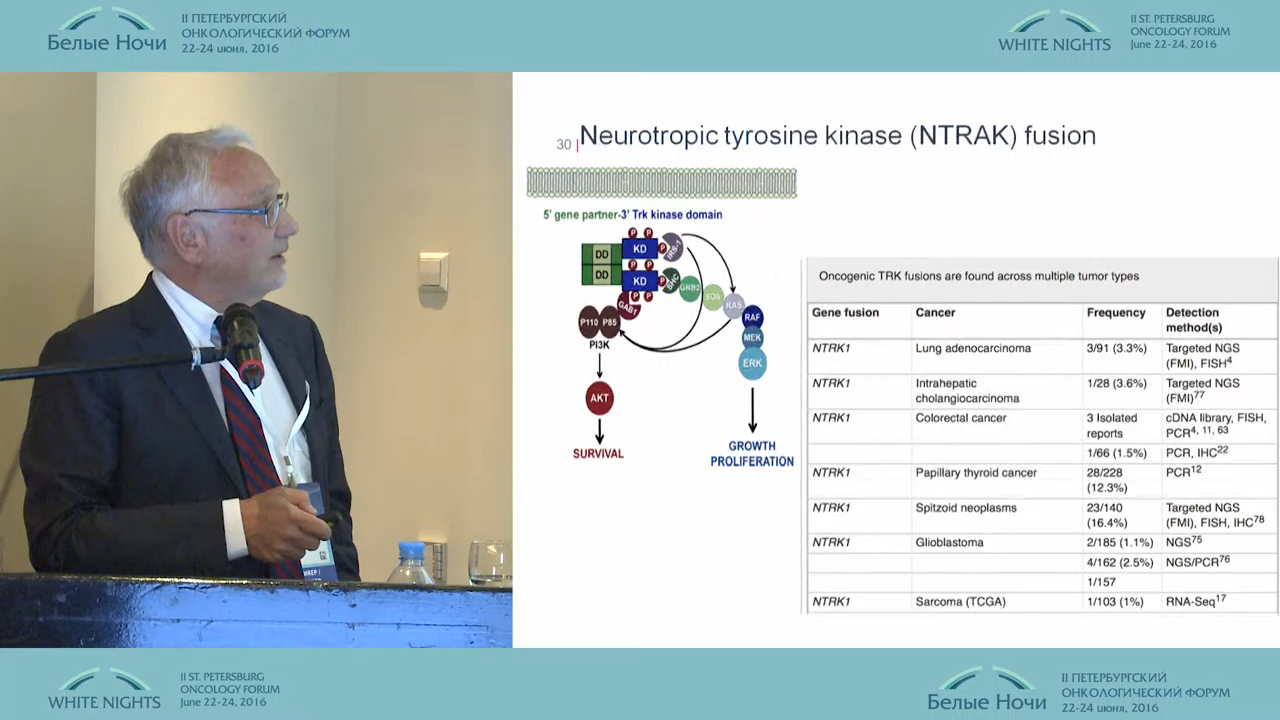 II ПЕТЕРБУРГСКИЙ
ОНКОЛОГИЧЕСКИЙ ФОРУМ
22-24 июня, 2016
Белые Ночи
WHITE NIGHTS
II ST. PETERSBURG
ONCOLOGY FORUM
June 22-24, 2016
30
Neurotropic tyrosine kinase (NTRAK) fusion
5' gene partner-3' Trk kinase domain
P P
DD KD P IRS-1
P P
DD KD P SHC GRB2 SOS RAS
P P
GAB1
P110 P85
PI3K
RAF
MEK
ERK
AKT
SURVIVAL
GROWTH
PROLIFERATION
Oncogenic TRK fusions are found across multiple tumor types
Gene fusion Cancer Frequency Detection
method(s)
NTRK1 Lung adenocarcinoma 3/91 (3.3%) Targeted NGS
(FMI), FISH4
NTRK1 Intrahepatic 1/28 (3.6%) Targeted NGS
cholangiocarcinoma (FMI)77
NTRK1 Colorectal cancer 3 Isolated cDNA library, FISH,
reports PCR4, 11, 63
1/66 (1.5%) PCR, IHC22
NTRK1 Papillary thyroid cancer 28/228 PCR12
(12.3%)
NTRK1 Spitzoid neoplasms 23/140 Targeted NGS
(16.4%) (FMI), FISH, IHC78
NTRK1 Glioblastoma 2/185 (1.1%) NGS75
4/162 (2.5%) NGS/PCR76
1/157
NTRK1 Sarcoma (TCGA) 1/103 (1%) RNA-Seq17
WHITE NIGHTS
II ST. PETERSBURG
ONCOLOGY FORUM
June 22-24, 2016
Белые Ночи
II ПЕТЕРБУРГСКИЙ
ОНКОЛОГИЧЕСКИЙ ФОРУМ
22-24 июня, 2016